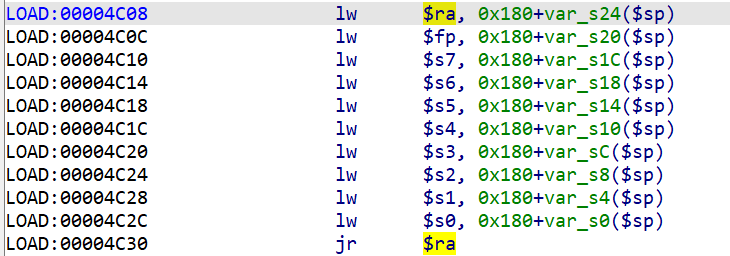 LOAD:00004C08 lw $ra, 0x180+var_s24($sp)
LOAD:00004C0C lw $fp, 0x180+var_s20($sp)
LOAD:00004C10 lw $s7, 0x180+var_s1C($sp)
LOAD:00004C14 lw $s6, 0x180+var_s18($sp)
LOAD:00004C18 lw $s5, 0x180+var_s14($sp)
LOAD:00004C1C lw $s4, 0x180+var_s10($sp)
LOAD:00004C20 lw $s3, 0x180+var_sC($sp)
LOAD:00004C24 lw $s2, 0x180+var_s8($sp)
LOAD:00004C28 lw $s1, 0x180+var_s4($sp)
LOAD:00004C2C lw $s0, 0x180+var_s0($sp)
LOAD:00004C30 jr $ra